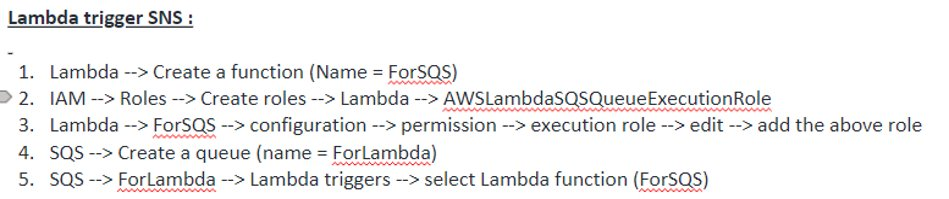 Lambda trigger SNS :
-
1. Lambda --> Create a function (Name = ForSQS)
2. IAM --> Roles --> Create roles --> Lambda --> AWSLambdaSQSQueueExecutionRole
3. Lambda --> ForSQS --> configuration --> permission --> execution role --> edit --> add the above role
4. SQS --> Create a queue (name = ForLambda)
5. SQS --> ForLambda --> Lambda triggers --> select Lambda function (ForSQS)